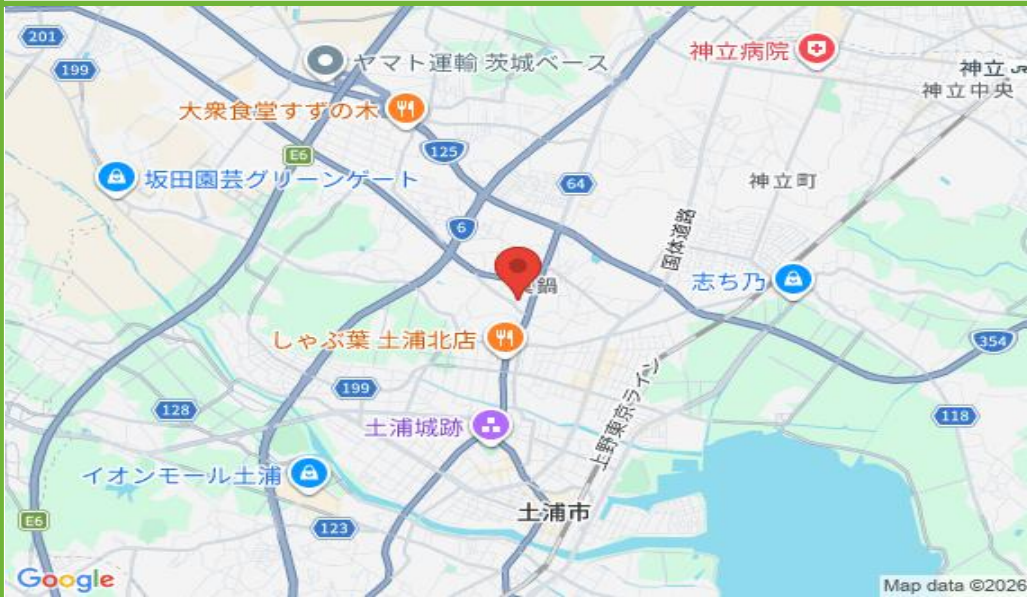 201
ヤマト運輸 茨城ベース
神立病院
199
神立
神立中央
大衆食堂すずの木
E6
125
坂田園芸グリーンゲート
64
神立町
6
国体道路
鍋
志ち乃
しゃぶ葉 土浦北店
354
199
上野東京ライン
128
118
土浦城跡
イオンモール土浦
土浦市
E6
123
Google
Map data ©2026